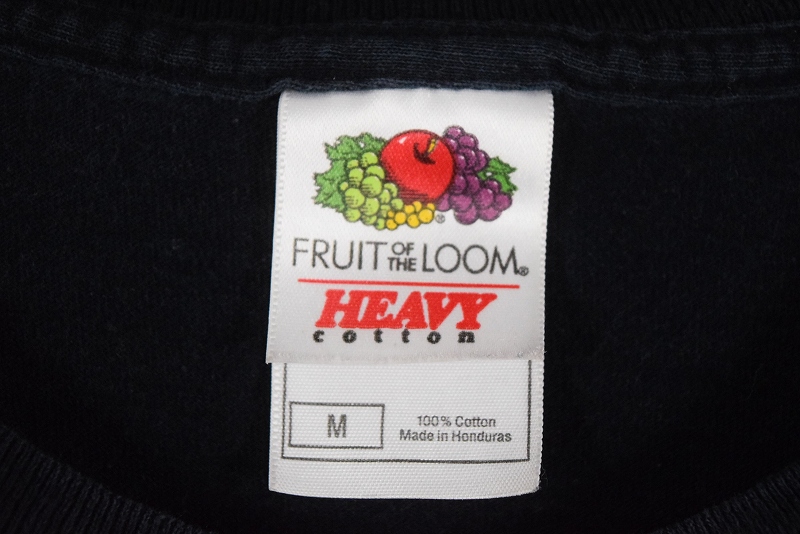 FRUIT OF THE LOOM®
HEAVY
cotton
M
100% Cotton
Made in Honduras